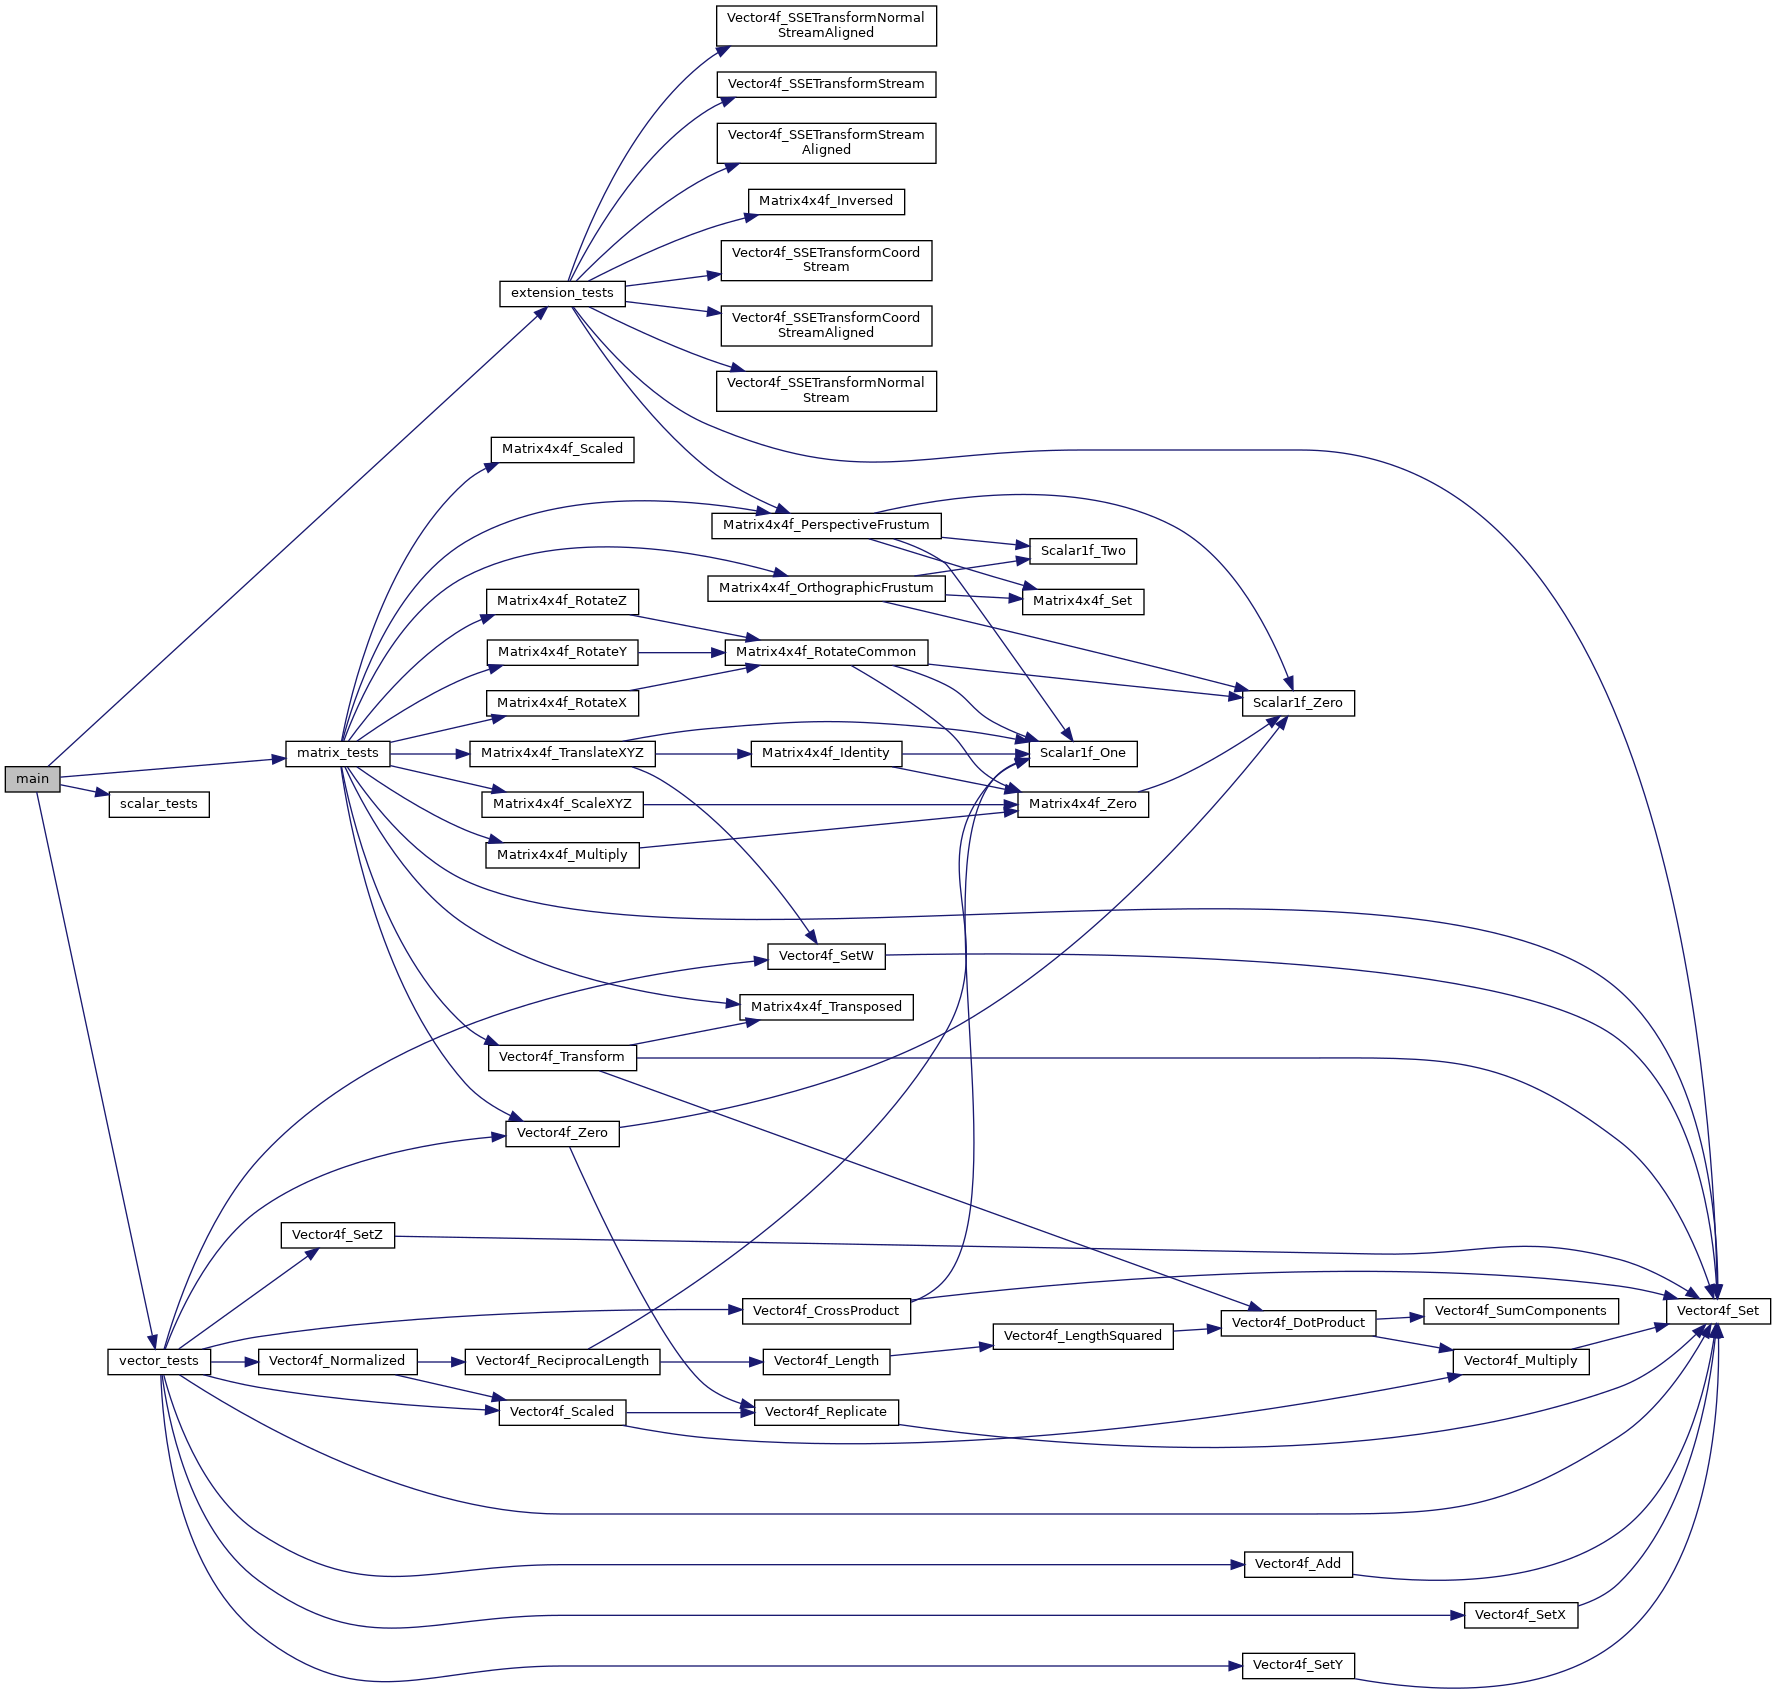 Vector4f_SSETransformNormal
StreamAligned
Vector4f_SSETransformStream
Vector4f_SSETransformStream
Aligned
Matrix4x4f_Inversed
Vector4f_SSETransformCoord
Stream
extension_tests
Vector4f_SSETransformCoord
StreamAligned
Vector4f_SSETransformNormal
Stream
Matrix4x4f_Scaled
Matrix4x4f_PerspectiveFrustum
Scalar1f_Two
Matrix4x4f_OrthographicFrustum
Matrix4x4f_RotateZ
Matrix4x4f_Set
Matrix4x4f_RotateY
Matrix4x4f_RotateCommon
Matrix4x4f_RotateX
Scalar1f_Zero
matrix_tests
Matrix4x4f_TranslateXYZ
Matrix4x4f_Identity
Scalar1f_One
main
scalar_tests
Matrix4x4f_ScaleXYZ
Matrix4x4f_Zero
Matrix4x4f_Multiply
Vector4f_SetW
Matrix4x4f_Transposed
Vector4f_Transform
Vector4f_Zero
Vector4f_SetZ
Vector4f_CrossProduct
Vector4f_SumComponents
Vector4f_Set
Vector4f_DotProduct
Vector4f_LengthSquared
vector_tests
Vector4f_Normalized
Vector4f_ReciprocalLength
Vector4f_Length
Vector4f_Multiply
Vector4f_Scaled
Vector4f_Replicate
Vector4f_Add
Vector4f_SetX
Vector4f_SetY